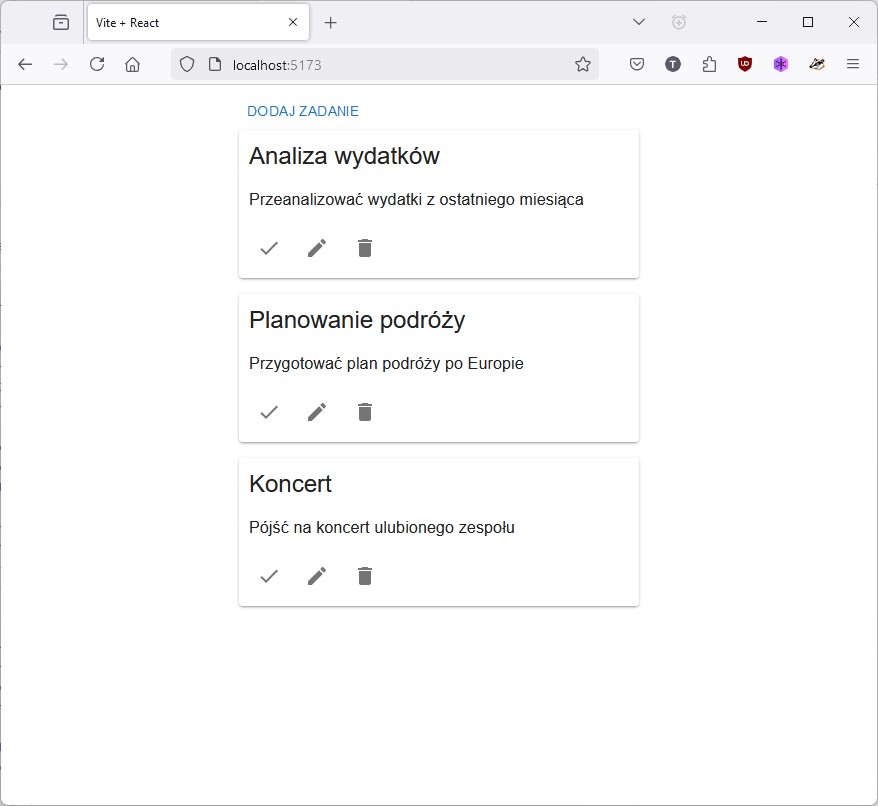 Vite + React
localhost:5173
T
UD
DODAJ ZADANIE
Analiza wydatków
Przeanalizować wydatki z ostatniego miesiąca
Planowanie podróży
Przygotować plan podróży po Europie
Koncert
Pójść na koncert ulubionego zespołu